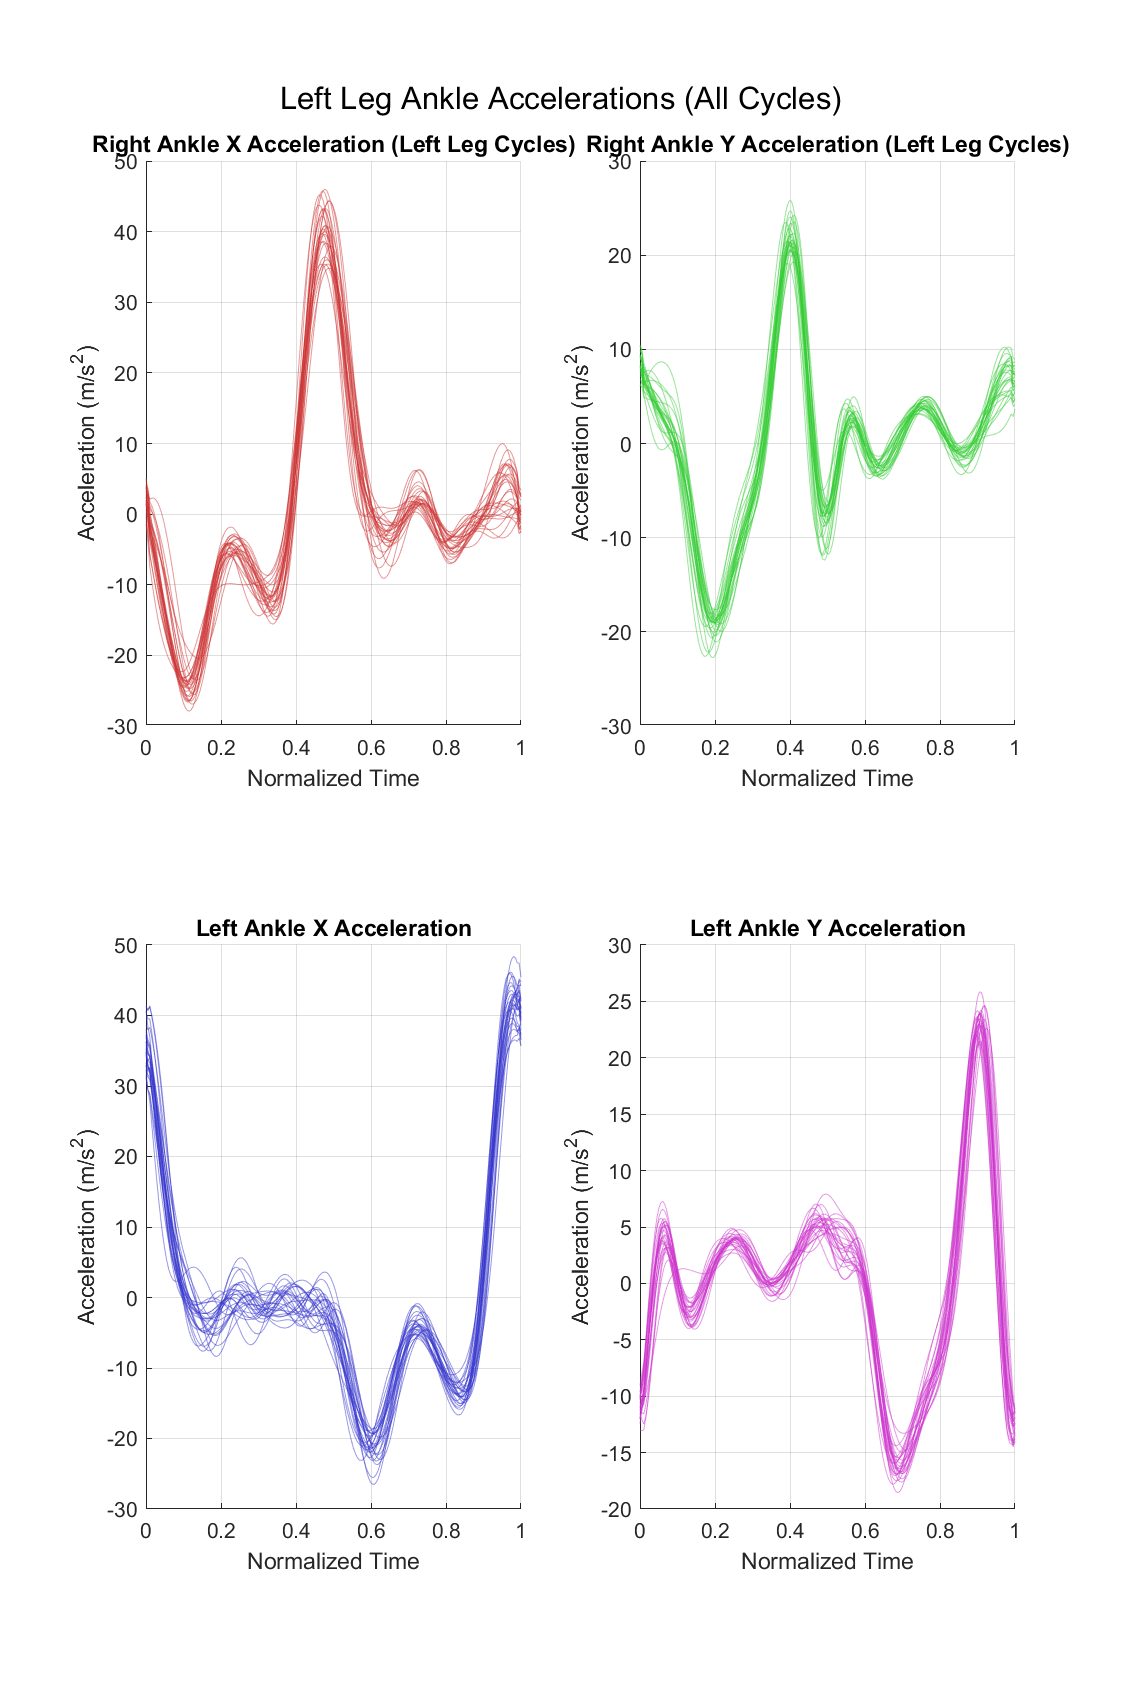 Left Leg Ankle Accelerations (All Cycles)
Right Ankle X Acceleration (Left Leg Cycles)
50
40
30
20
10
0
-10
-20
-30
Acceleration (m/s²)
0 0.2 0.4 0.6 0.8 1
Normalized Time
Right Ankle Y Acceleration (Left Leg Cycles)
30
20
10
0
-10
-20
-30
Acceleration (m/s²)
0 0.2 0.4 0.6 0.8 1
Normalized Time
Left Ankle X Acceleration
50
40
30
20
10
0
-10
-20
-30
Acceleration (m/s²)
0 0.2 0.4 0.6 0.8 1
Normalized Time
Left Ankle Y Acceleration
30
25
20
15
10
5
0
-5
-10
-15
-20
Acceleration (m/s²)
0 0.2 0.4 0.6 0.8 1
Normalized Time